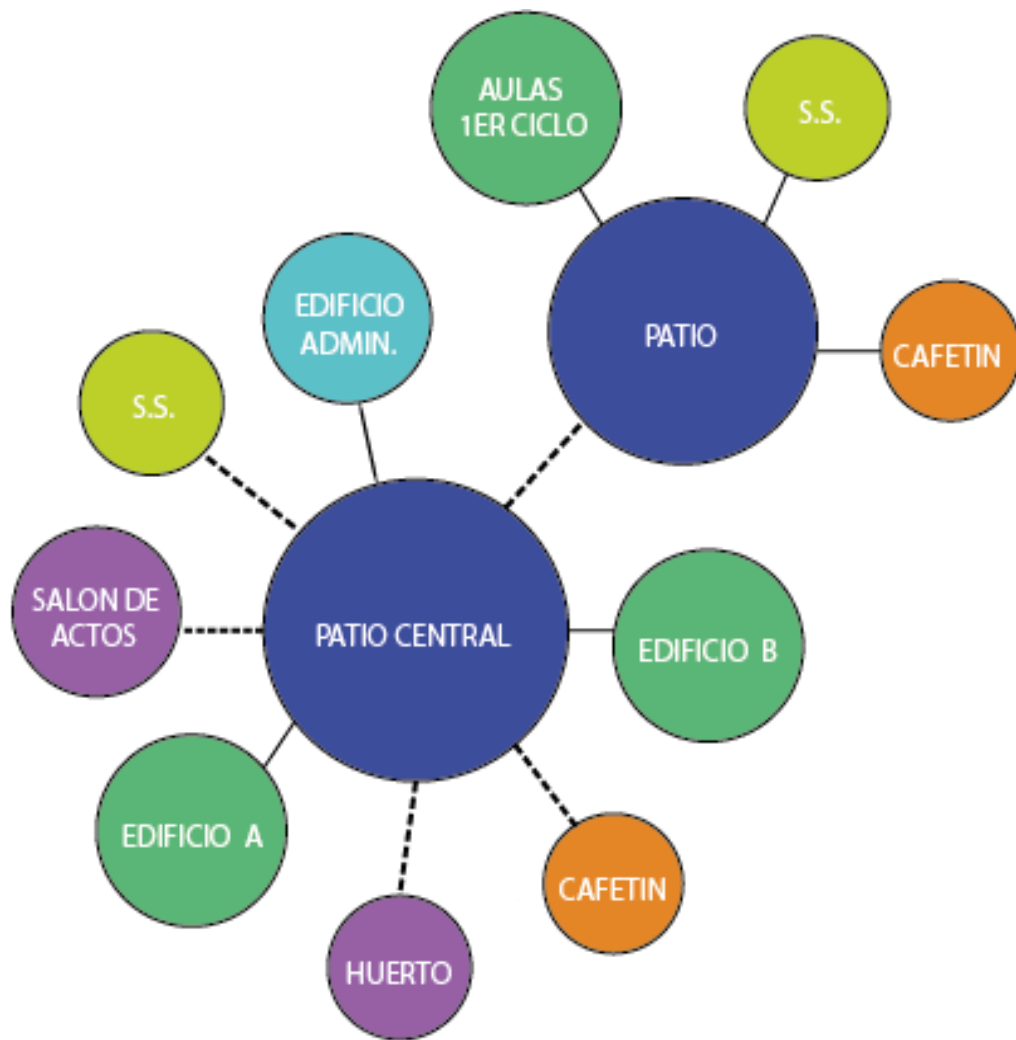 AULAS
1ER CICLO
S.S.
EDIFICIO
ADMIN.
PATIO
CAFETIN
S.S.
SALON DE
ACTOS
PATIO CENTRAL
EDIFICIO B
EDIFICIO A
CAFETIN
HUERTO